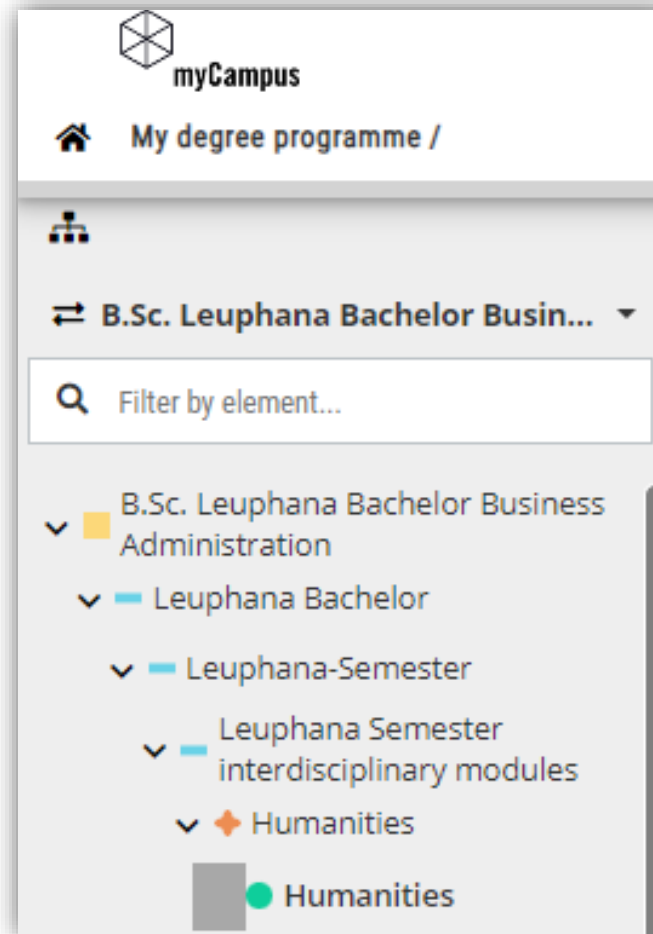 myCampus
My degree programme /
B.Sc. Leuphana Bachelor Busin...
Filter by element...
B.Sc. Leuphana Bachelor Business
Administration
Leuphana Bachelor
Leuphana-Semester
Leuphana Semester
interdisciplinary modules
Humanities
Humanities